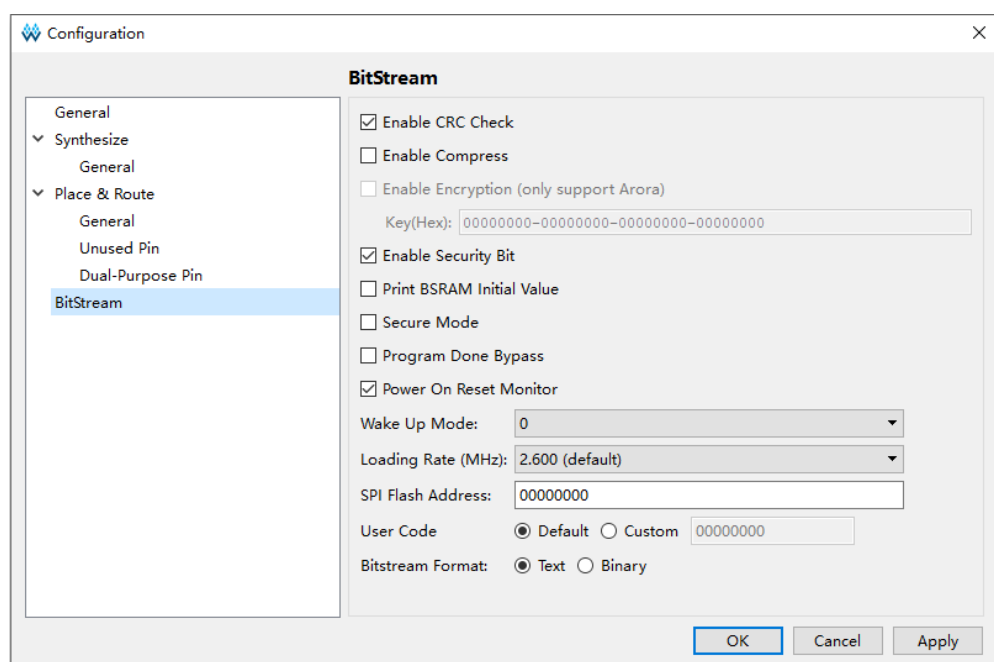 Configuration
BitStream
General
Synthesize
General
Place & Route
General
Unused Pin
Dual-Purpose Pin
BitStream
Enable CRC Check
Enable Compress
Enable Encryption (only support Arora)
Key(Hex): 00000000-00000000-00000000-00000000
Enable Security Bit
Print BSRAM Initial Value
Secure Mode
Program Done Bypass
Power On Reset Monitor
Wake Up Mode: 0
Loading Rate (MHz): 2.600 (default)
SPI Flash Address: 00000000
User Code Default Custom 00000000
Bitstream Format: Text Binary
OK Cancel Apply